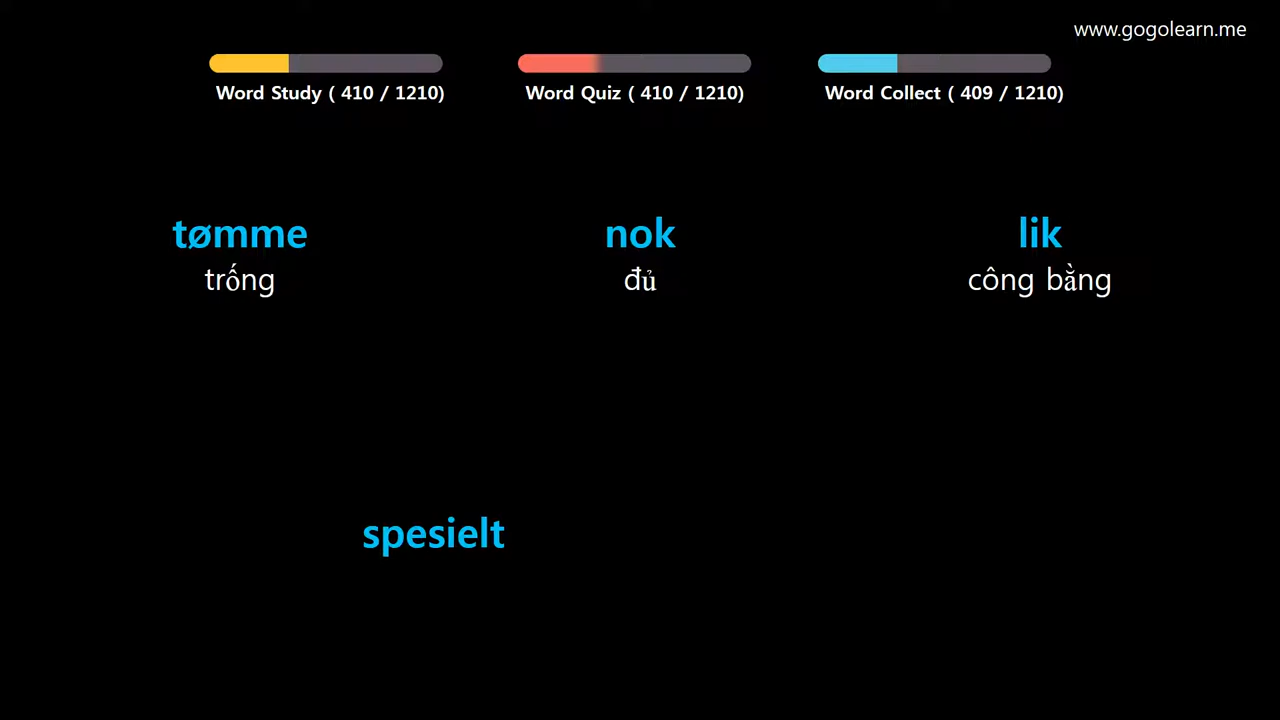 www.gogolearn.me
Word Study ( 410 / 1210)
Word Quiz ( 410 / 1210)
Word Collect ( 409 / 1210)
tømme
trống
nok
đủ
lik
công bằng
spesielt